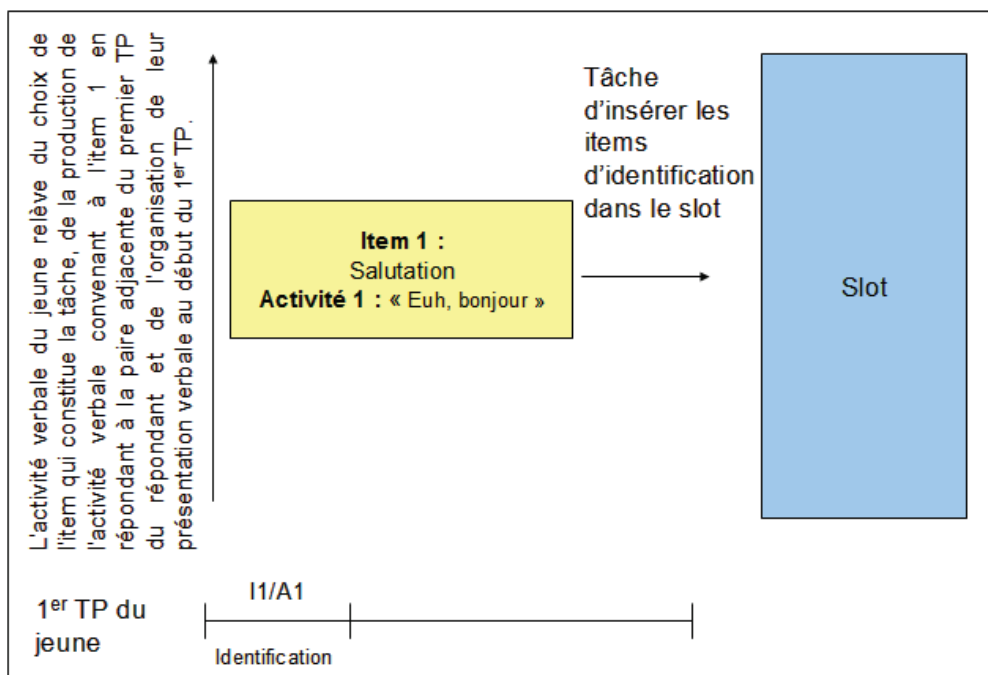 L'activité verbale du jeune relève du choix de
l'item qui constitue la tâche, de la production de
l'activité verbale convenant à l'item 1 en
répondant à la paire adjacente du premier TP
du répondant et de l'organisation de leur
présentation verbale au début du 1er TP.
Item 1 :
Salutation
Activité 1 : « Euh, bonjour »
Tâche
d'insérer les
items
d'identification
dans le slot
Slot
1er TP du
jeune
I1/A1
Identification